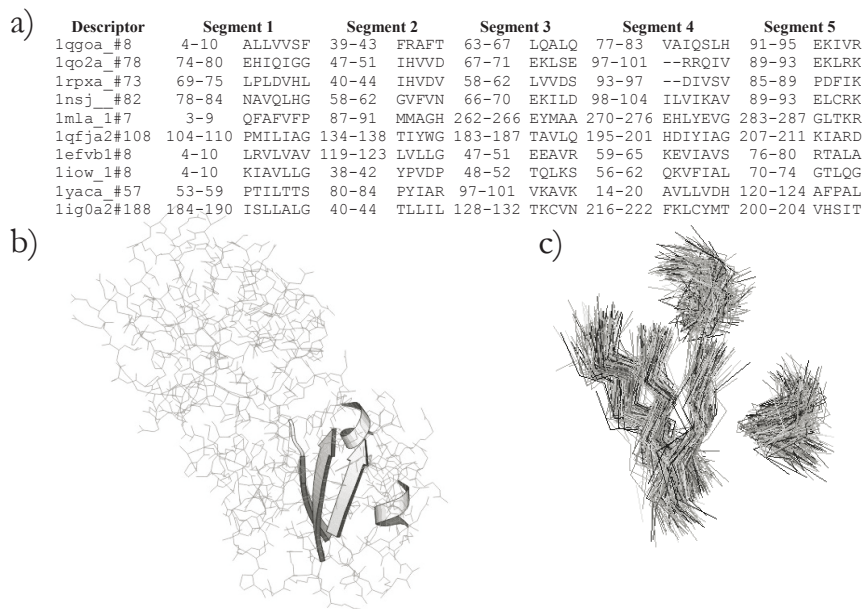 a)
Descriptor Segment 1 Segment 2 Segment 3 Segment 4 Segment 5
1qgoa_#8 4-10 ALLVVSF 39-43 FRAFT 63-67 LQALQ 77-83 VAIQSLH 91-95 EKIVR
1qo2a_#78 74-80 EHIQIGG 47-51 IHVVD 67-71 EKLSE 97-101 --RRQIV 89-93 EKLRK
1rpxa_#73 69-75 LPLDVHL 40-44 IHVDV 58-62 LVVDS 93-97 --DIVSV 85-89 PDFIK
1nsj__#82 78-84 NAVQLHG 58-62 GVFVN 66-70 EKILD 98-104 ILVIKAV 89-93 ELCRK
1mla_1#7 3-9 QFAFVFP 87-91 MMAGH 262-266 EYMAA 270-276 EHLYEVG 283-287 GLTKR
1qfja2#108 104-110 PMILIAG 134-138 TIYWG 183-187 TAVLQ 195-201 HDIYIAG 207-211 KIARD
1efvb1#8 4-10 LRVLVAV 119-123 LVLLG 47-51 EEAVR 59-65 KEVIAVS 76-80 RTALA
1iow_1#8 4-10 KIAVLLG 38-42 YPVDP 48-52 TQLKS 56-62 QKVFIAL 70-74 GTLQG
1yaca_#57 53-59 PTILTTS 80-84 PYIAR 97-101 VKAVK 14-20 AVLLVDH 120-124 AFPAL
1ig0a2#188 184-190 ISLLALG 40-44 TLLIL 128-132 TKCVN 216-222 FKLCYMT 200-204 VHSIT
b)
c)